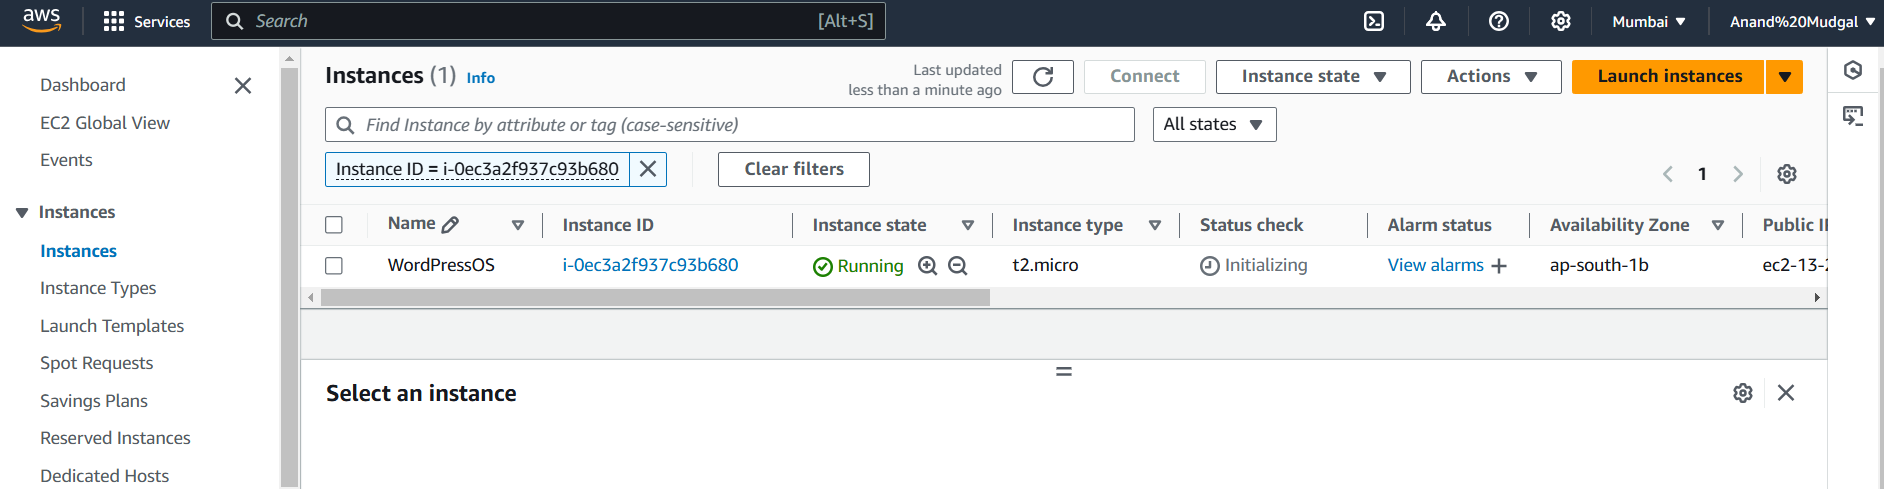 aws Services Search [Alt+S] Mumbai Anand%20Mudgal
Dashboard
EC2 Global View
Events
Instances
Instances
Instance Types
Launch Templates
Spot Requests
Savings Plans
Reserved Instances
Dedicated Hosts
Instances (1) Info
Last updated
less than a minute ago
Connect Instance state Actions Launch instances
Find Instance by attribute or tag (case-sensitive) All states
Instance ID = i-0ec3a2f937c93b680 Clear filters
1
Name Instance ID Instance state Instance type Status check Alarm status Availability Zone Public IP
WordPressOS i-0ec3a2f937c93b680 Running t2.micro Initializing View alarms ap-south-1b ec2-13-2
Select an instance